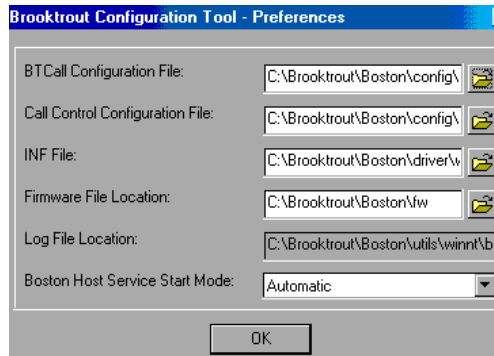 Brooktrout Configuration Tool - Preferences
BTCall Configuration File: C:\Brooktrout\Boston\config\
Call Control Configuration File: C:\Brooktrout\Boston\config\
INF File: C:\Brooktrout\Boston\driver\w
Firmware File Location: C:\Brooktrout\Boston\fw
Log File Location: C:\Brooktrout\Boston\utils\winnt\b
Boston Host Service Start Mode: Automatic
OK